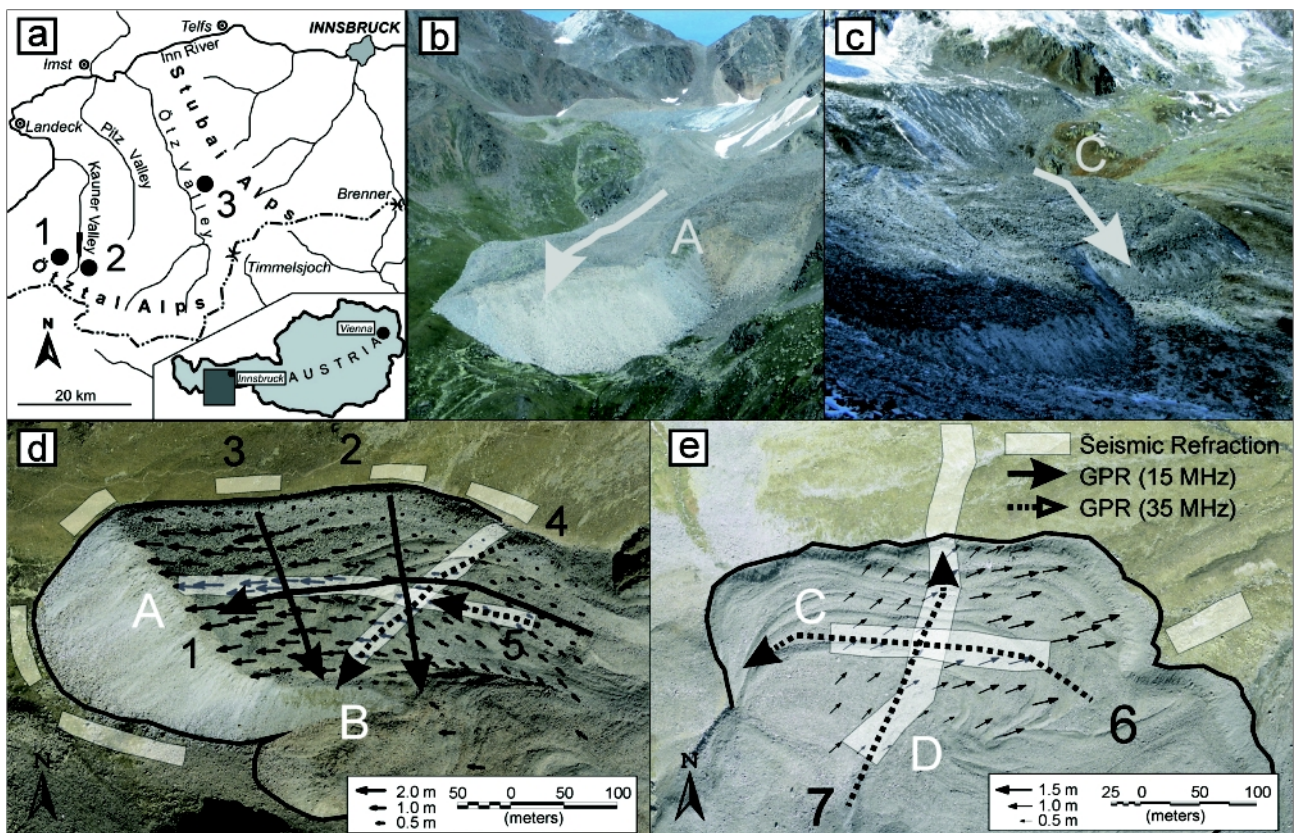 a
Telfs
INNSBRUCK
Imst
Inn River
Stubai
Alps
Landeck
Pitz Valley
Ötz Valley
Kauner Valley
3
Brenner
1
2
Ötztal Alps
Timmelsjoch
N
20 km
Vienna
Innsbruck
AUSTRIA
b
A
c
C
d
3
2
4
A
1
5
B
N
2.0 m
1.0 m
0.5 m
50 0 50 100
(meters)
e
Seismic Refraction
GPR (15 MHz)
GPR (35 MHz)
C
6
D
7
N
1.5 m
1.0 m
0.5 m
25 0 50 100
(meters)